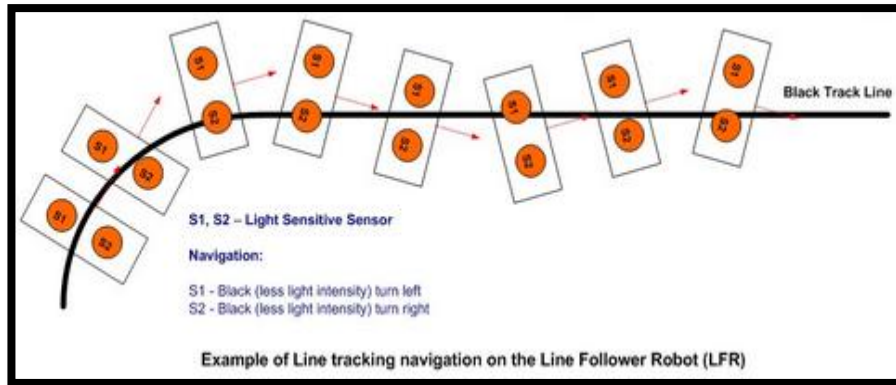 S1 S1 S1 S1 S1 S1 S1 S1
S2 S2 S2 S2 S2 S2 S2 S2
Black Track Line
S1, S2 – Light Sensitive Sensor
Navigation:
S1 - Black (less light intensity) turn left
S2 - Black (less light intensity) turn right
Example of Line tracking navigation on the Line Follower Robot (LFR)